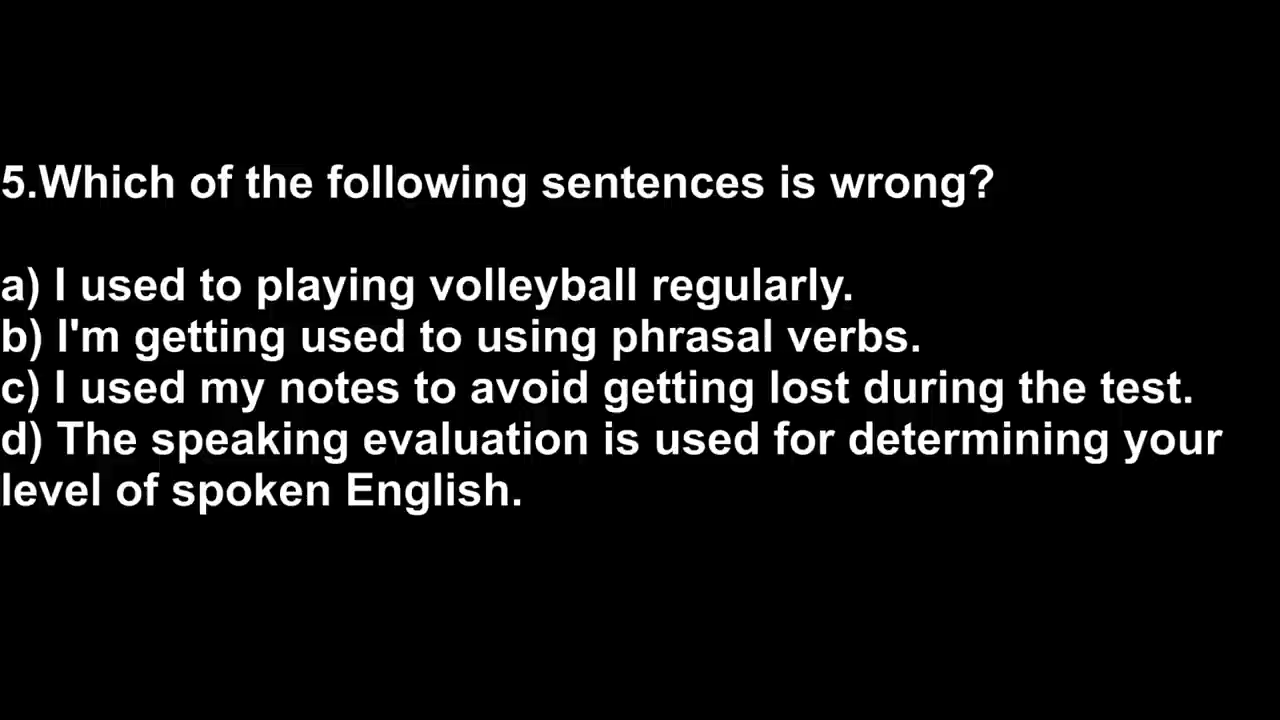 5.Which of the following sentences is wrong?
a) I used to playing volleyball regularly.
b) I'm getting used to using phrasal verbs.
c) I used my notes to avoid getting lost during the test.
d) The speaking evaluation is used for determining your
level of spoken English.